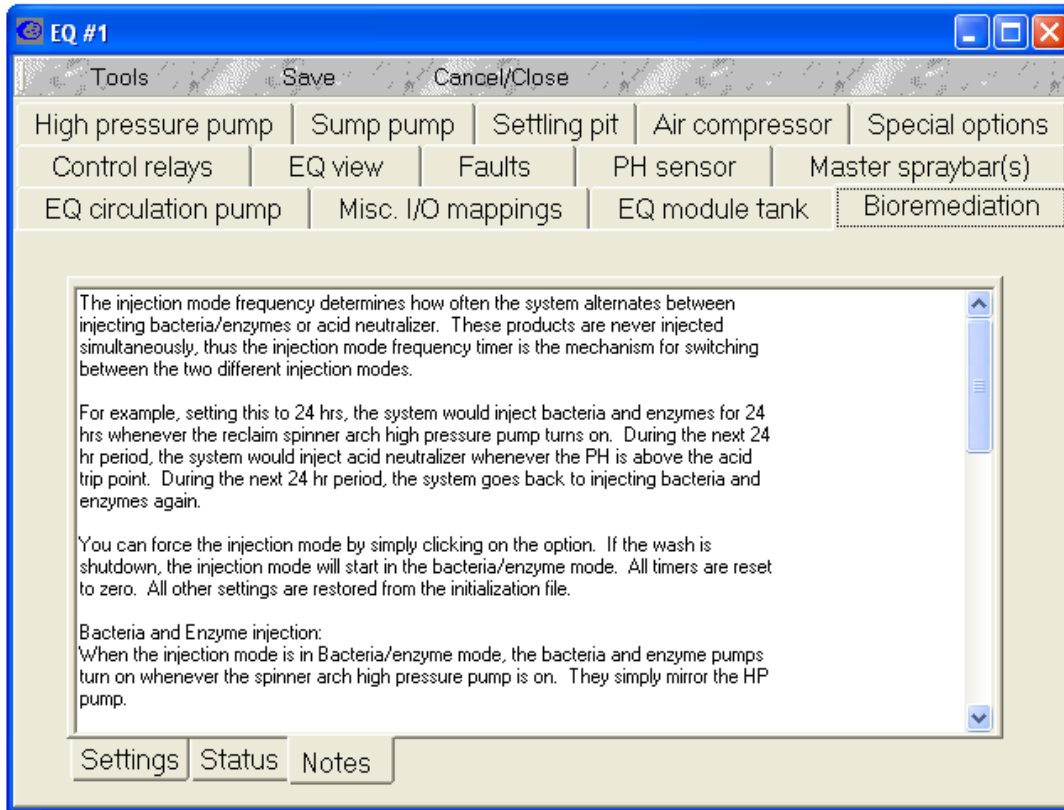 EQ #1
Tools Save Cancel/Close
High pressure pump Sump pump Settling pit Air compressor Special options
Control relays EQ view Faults PH sensor Master spraybar(s)
EQ circulation pump Misc. I/O mappings EQ module tank Bioremediation
The injection mode frequency determines how often the system alternates between
injecting bacteria/enzymes or acid neutralizer. These products are never injected
simultaneously, thus the injection mode frequency timer is the mechanism for switching
between the two different injection modes.
For example, setting this to 24 hrs, the system would inject bacteria and enzymes for 24
hrs whenever the reclaim spinner arch high pressure pump turns on. During the next 24
hr period, the system would inject acid neutralizer whenever the PH is above the acid
trip point. During the next 24 hr period, the system goes back to injecting bacteria and
enzymes again.
You can force the injection mode by simply clicking on the option. If the wash is
shutdown, the injection mode will start in the bacteria/enzyme mode. All timers are reset
to zero. All other settings are restored from the initialization file.
Bacteria and Enzyme injection:
When the injection mode is in Bacteria/enzyme mode, the bacteria and enzyme pumps
turn on whenever the spinner arch high pressure pump is on. They simply mirror the HP
pump.
Settings Status Notes